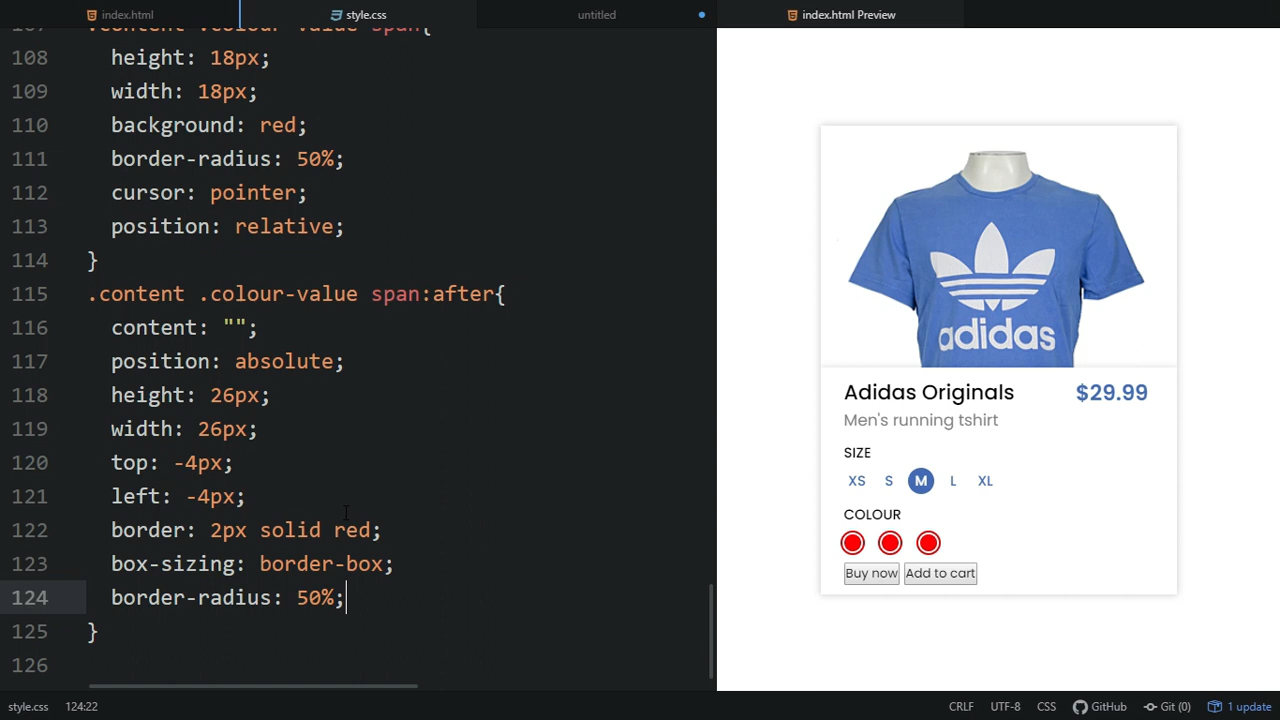 index.html
style.css
untitled
index.html Preview
107 .content .colour-value span{
108 height: 18px;
109 width: 18px;
110 background: red;
111 border-radius: 50%;
112 cursor: pointer;
113 position: relative;
114 }
115 .content .colour-value span:after{
116 content: "";
117 position: absolute;
118 height: 26px;
119 width: 26px;
120 top: -4px;
121 left: -4px;
122 border: 2px solid red;
123 box-sizing: border-box;
124 border-radius: 50%;
125 }
126
adidas
Adidas Originals $29.99
Men's running tshirt
SIZE
XS S M L XL
COLOUR
Buy now Add to cart
style.css 124:22 CRLF UTF-8 CSS GitHub Git (0) 1 update